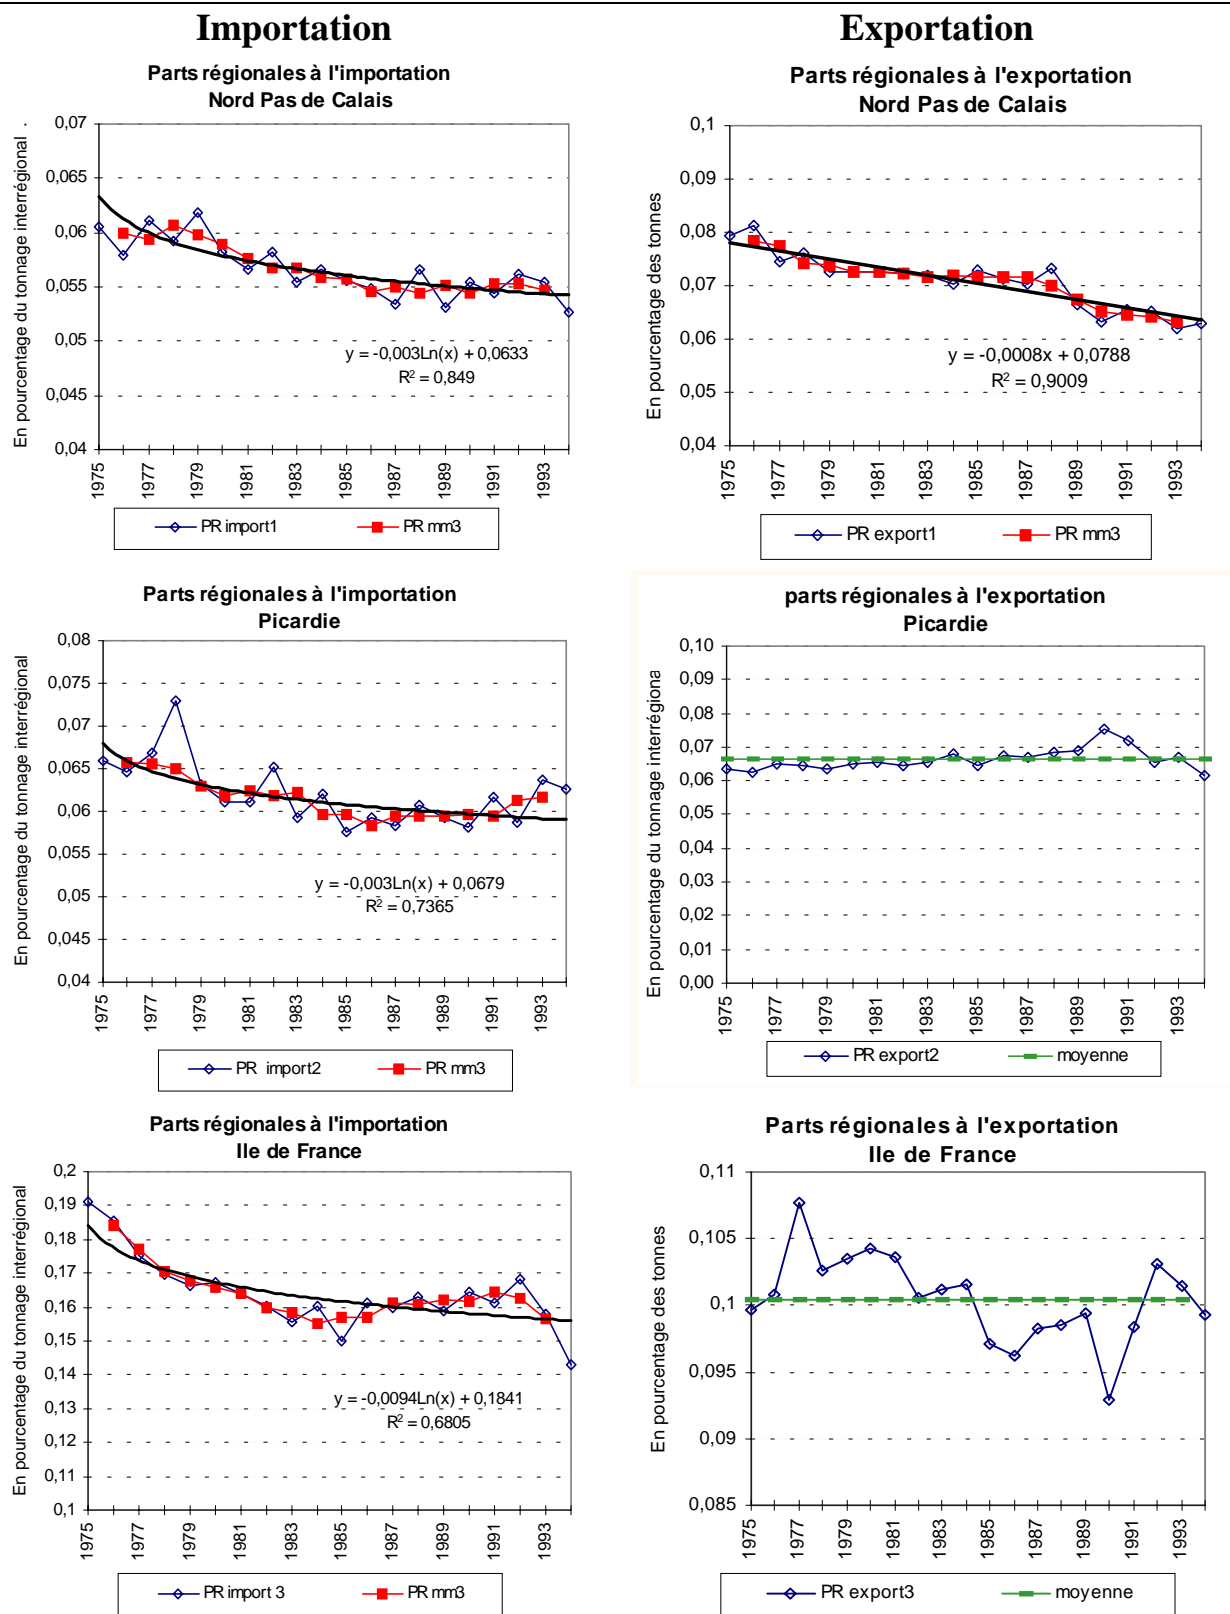 Importation
Exportation
Parts régionales à l'importation
Nord Pas de Calais
En pourcentage du tonnage interrégional .
0,07
0,065
0,06
0,055
0,05
0,045
0,04
y = -0,003Ln(x) + 0,0633
R² = 0,849
1975
1977
1979
1981
1983
1985
1987
1989
1991
1993
PR import1
PR mm3
Parts régionales à l'exportation
Nord Pas de Calais
En pourcentage des tonnes
0,1
0,09
0,08
0,07
0,06
0,05
0,04
y = -0,0008x + 0,0788
R² = 0,9009
1975
1977
1979
1981
1983
1985
1987
1989
1991
1993
PR export1
PR mm3
Parts régionales à l'importation
Picardie
En pourcentage du tonnage interrégional
0,08
0,075
0,07
0,065
0,06
0,055
0,05
0,045
0,04
y = -0,003Ln(x) + 0,0679
R² = 0,7365
1975
1977
1979
1981
1983
1985
1987
1989
1991
1993
PR import2
PR mm3
parts régionales à l'exportation
Picardie
En pourcentage du tonnage interrégiona
0,10
0,09
0,08
0,07
0,06
0,05
0,04
0,03
0,02
0,01
0,00
1975
1977
1979
1981
1983
1985
1987
1989
1991
1993
PR export2
moyenne
Parts régionales à l'importation
Ile de France
En pourcentage du tonnage interrégional
0,2
0,19
0,18
0,17
0,16
0,15
0,14
0,13
0,12
0,11
0,1
y = -0,0094Ln(x) + 0,1841
R² = 0,6805
1975
1977
1979
1981
1983
1985
1987
1989
1991
1993
PR import 3
PR mm3
Parts régionales à l'exportation
Ile de France
En pourcentage des tonnes
0,11
0,105
0,1
0,095
0,09
0,085
1975
1977
1979
1981
1983
1985
1987
1989
1991
1993
PR export3
moyenne